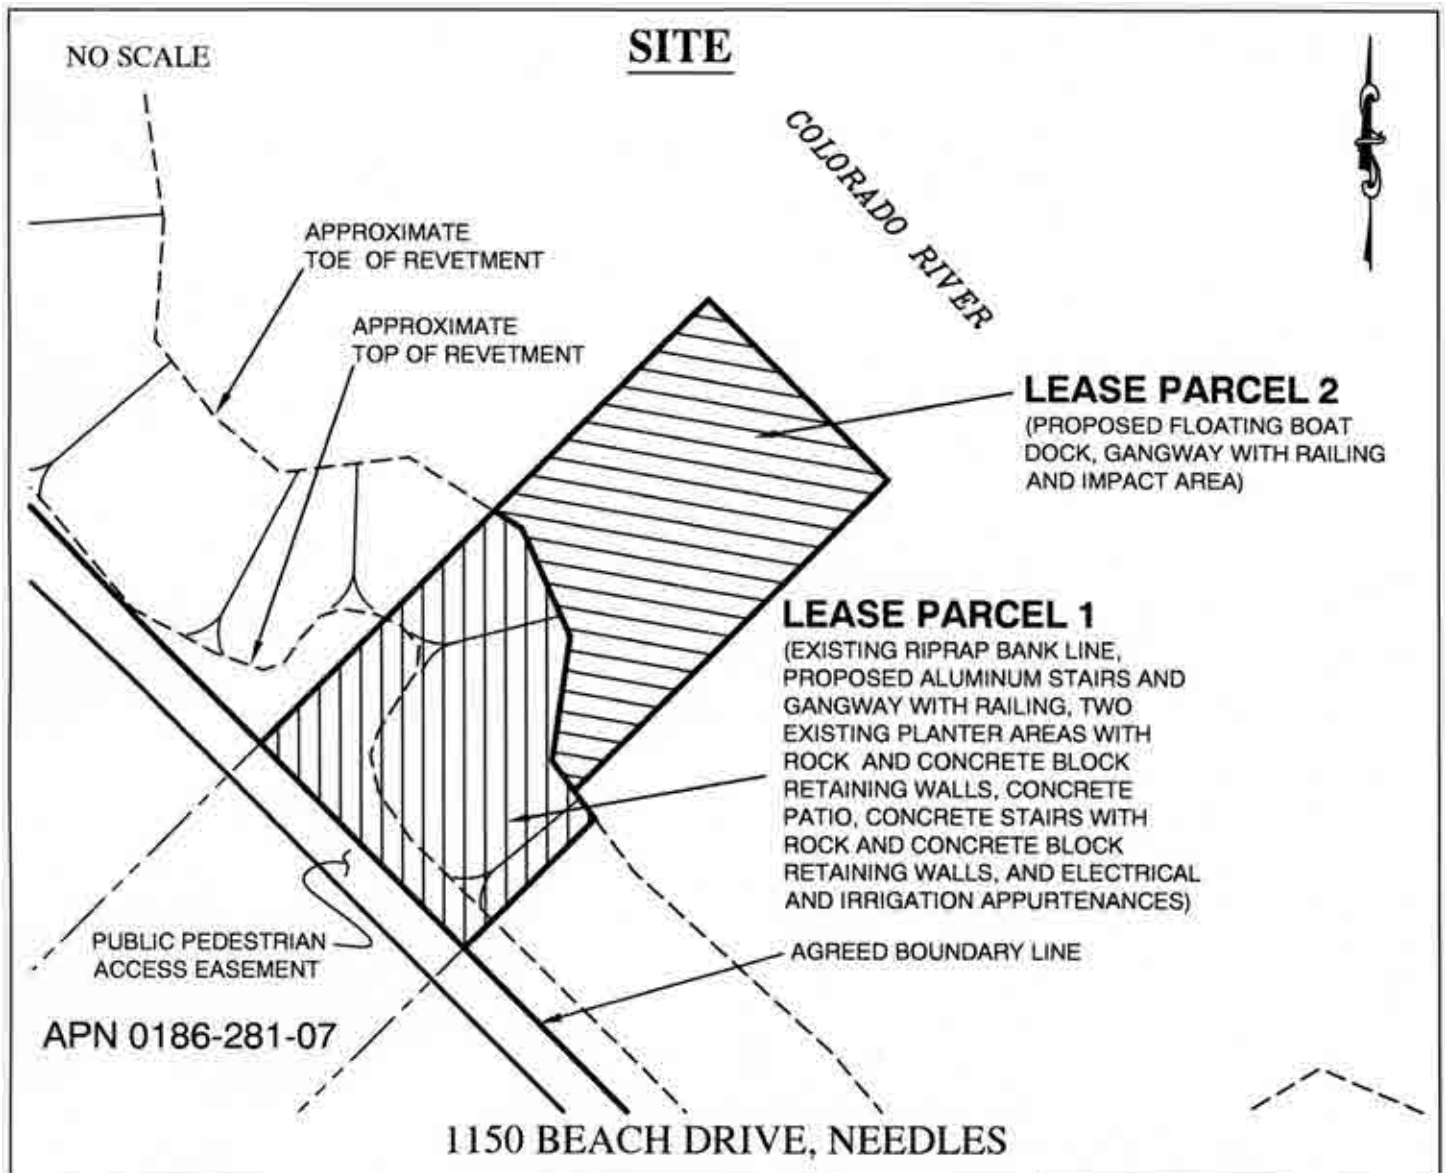 NO SCALE
SITE
COLORADO RIVER
APPROXIMATE
TOE OF REVETMENT
APPROXIMATE
TOP OF REVETMENT
LEASE PARCEL 2
(PROPOSED FLOATING BOAT
DOCK, GANGWAY WITH RAILING
AND IMPACT AREA)
LEASE PARCEL 1
(EXISTING RIPRAP BANK LINE,
PROPOSED ALUMINUM STAIRS AND
GANGWAY WITH RAILING, TWO
EXISTING PLANTER AREAS WITH
ROCK AND CONCRETE BLOCK
RETAINING WALLS, CONCRETE
PATIO, CONCRETE STAIRS WITH
ROCK AND CONCRETE BLOCK
RETAINING WALLS, AND ELECTRICAL
AND IRRIGATION APPURTENANCES)
PUBLIC PEDESTRIAN
ACCESS EASEMENT
AGREED BOUNDARY LINE
APN 0186-281-07
1150 BEACH DRIVE, NEEDLES